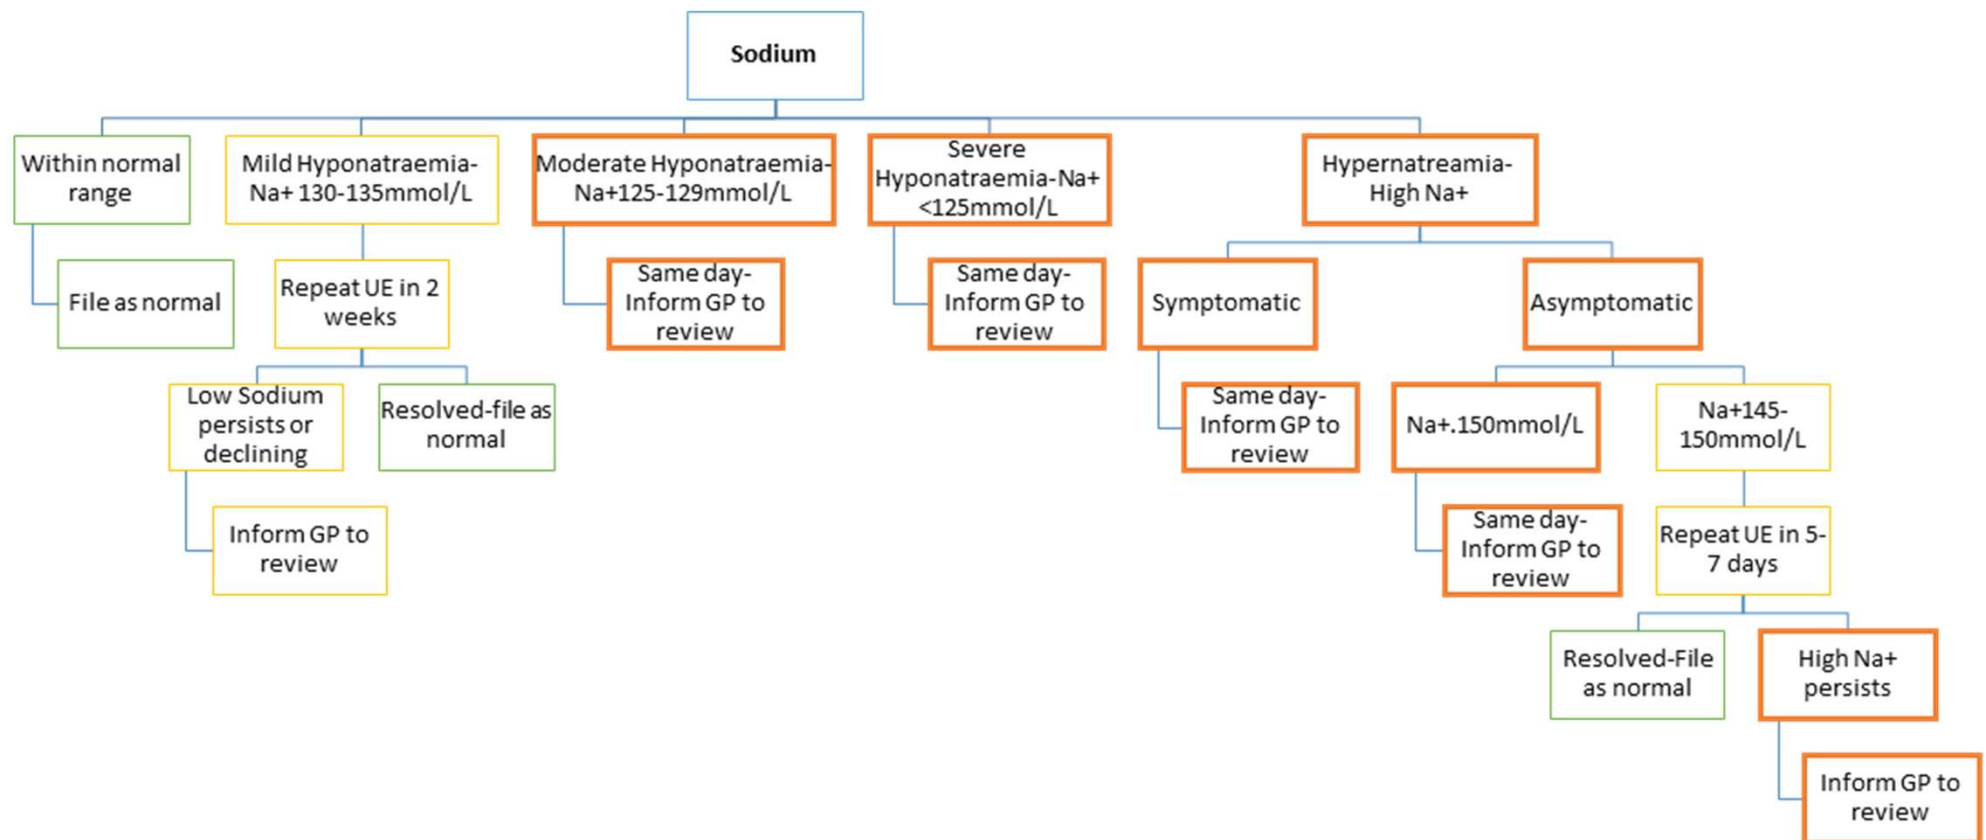 Sodium
Within normal
range
Mild Hyponatraemia-
Na+ 130-135mmol/L
Moderate Hyponatraemia-
Na+125-129mmol/L
Severe
Hyponatraemia-Na+
<125mmol/L
Hypernatreamia-
High Na+
File as normal
Repeat UE in 2
weeks
Same day-
Inform GP to
review
Same day-
Inform GP to
review
Symptomatic
Asymptomatic
Low Sodium
persists or
declining
Resolved-file as
normal
Same day-
Inform GP to
review
Na+.150mmol/L
Na+145-
150mmol/L
Inform GP to
review
Same day-
Inform GP to
review
Repeat UE in 5-
7 days
Resolved-File
as normal
High Na+
persists
Inform GP to
review